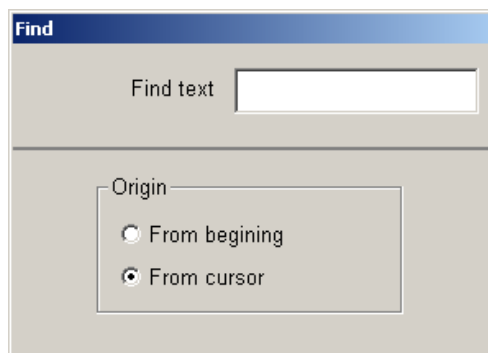 Find
Find text
Origin
From begining
From cursor